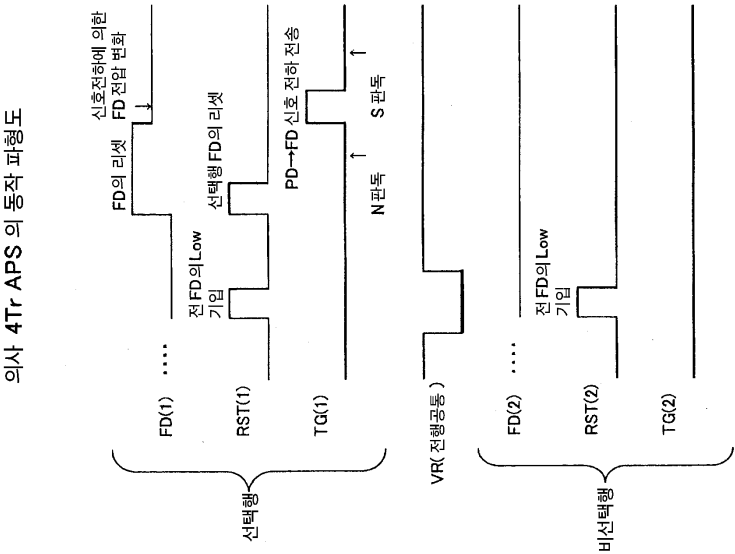 의사 4Tr APS 의 동작 파형도
신호전하에 의한
FD 전압 변화
FD의 리셋
FD(1)
전 FD의 Low
기입
선택행 FD의 리셋
RST(1)
PD→FD 신호 전하 전송
TG(1)
N 판독
S 판독
선택행
VR( 전행공통 )
FD(2)
전 FD의 Low
기입
RST(2)
TG(2)
비선택행